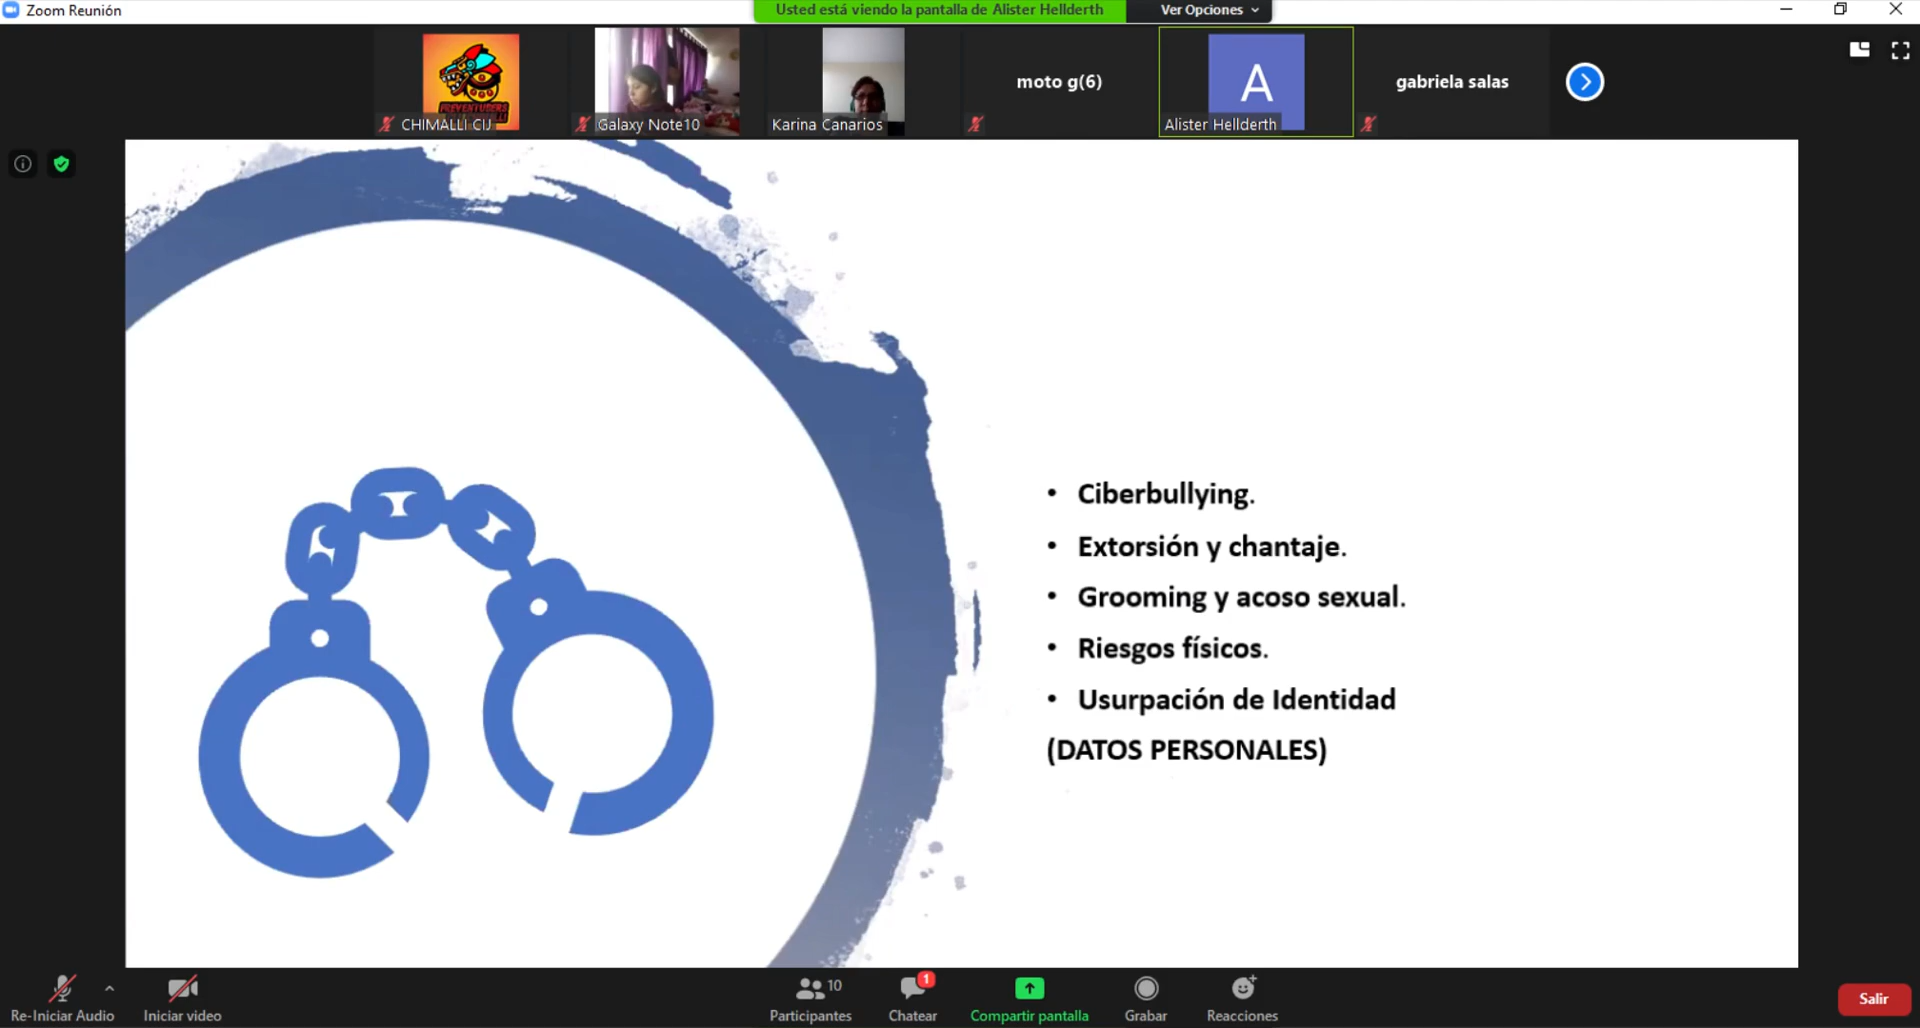 Zoom Reunión
Usted está viendo la pantalla de Alister Hellderth
Ver Opciones
PREVENTUBERS
CHIMALLI CIJ
Galaxy Note10
Karina Canarios
moto g(6)
A
Alister Hellderth
gabriela salas
• Ciberbullying.
• Extorsión y chantaje.
• Grooming y acoso sexual.
• Riesgos físicos.
• Usurpación de Identidad
(DATOS PERSONALES)
Re-Iniciar Audio
Iniciar video
10
Participantes
1
Chatear
Compartir pantalla
Grabar
Reacciones
Salir